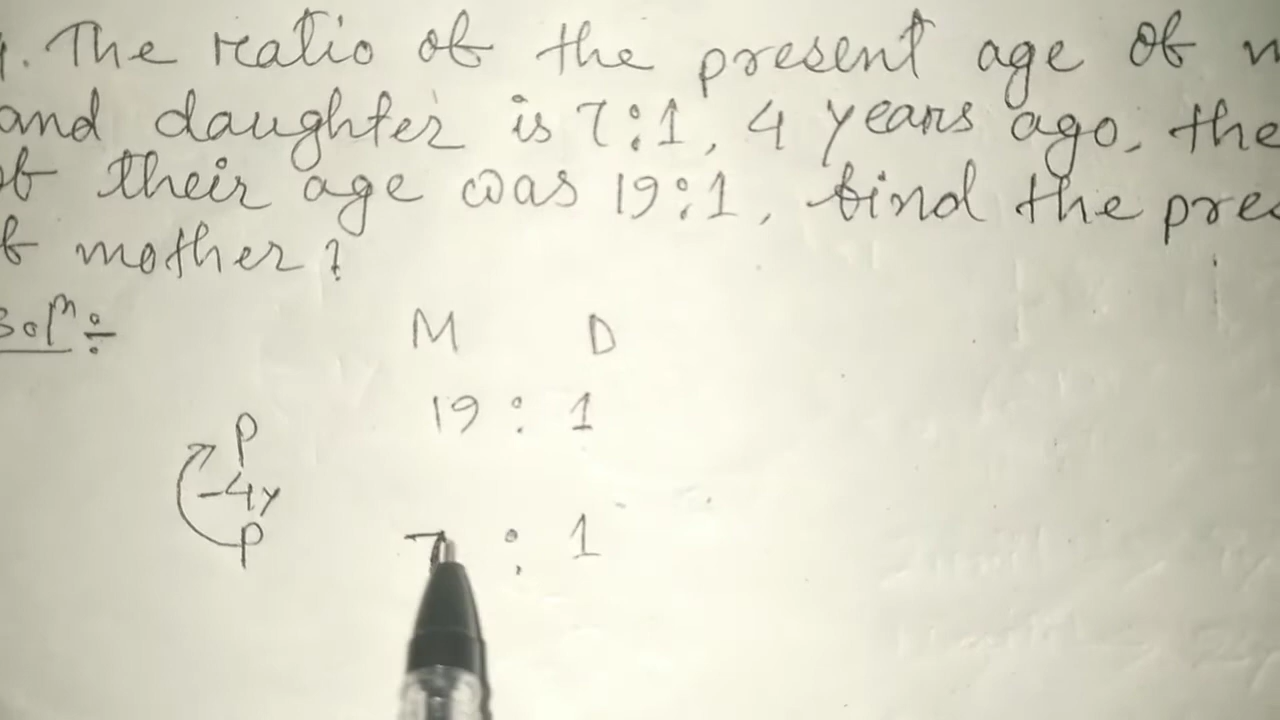 The ratio of the present age of
and daughter is 7:1, 4 years ago, the
of their age was 19:1, find the
of mother?
Solⁿ ÷
M D
19 : 1
P
-4y
P
7 : 1